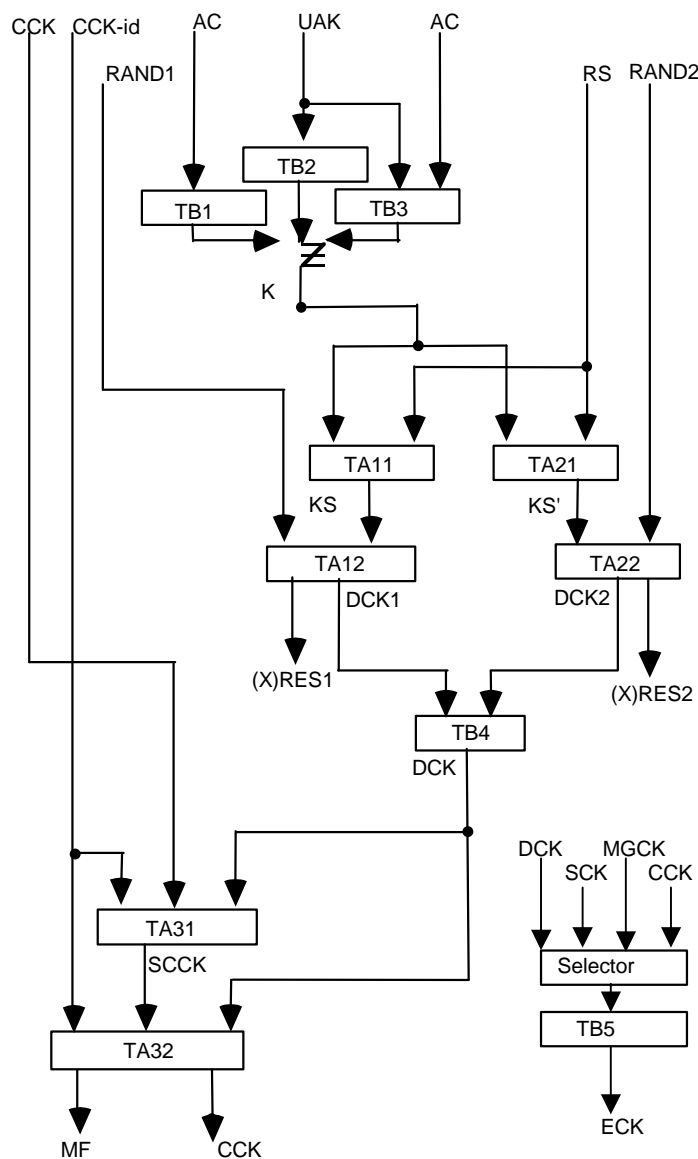 CCK CCK-id AC UAK AC
RAND1 RS RAND2
TB2
TB1 TB3
K
TA11 TA21
KS KS'
TA12 TA22
DCK1 DCK2
(X)RES1 (X)RES2
TB4
DCK
DCK MGCK
SCK CCK
TA31
SCCK Selector
TB5
TA32
MF CCK ECK